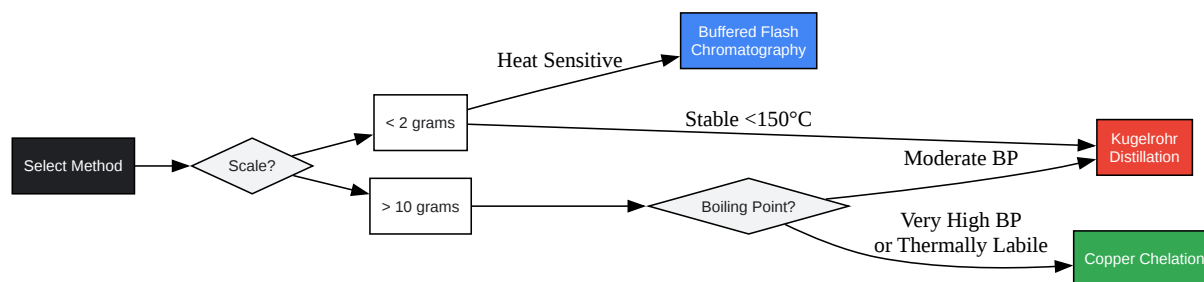 Select Method
Scale?
< 2 grams
> 10 grams
Heat Sensitive
Buffered Flash
Chromatography
Stable <150°C
Boiling Point?
Moderate BP
Kugelrohr
Distillation
Very High BP
or Thermally Labile
Copper Chelation